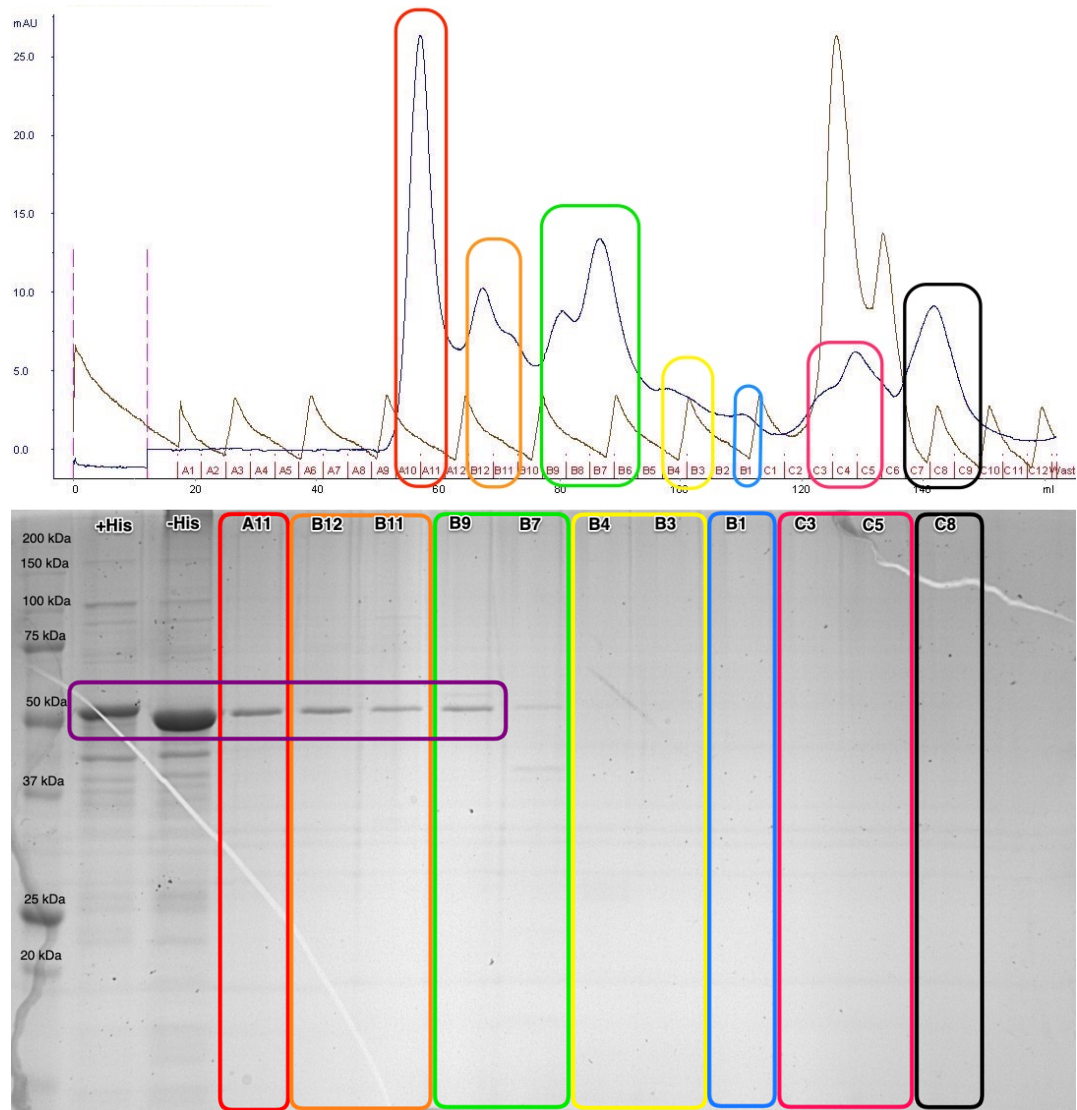 mAU
25.0
20.0
15.0
10.0
5.0
0.0
A1 A2 A3 A4 A5 A6 A7 A8 A9 A10 A11 A12 B12 B11 B10 B9 B8 B7 B6 B5 B4 B3 B2 B1 C1 C2 C3 C4 C5 C6 C7 C8 C9 C10 C11 C12
0 20 40 60 80 100 120 140 ml
+His -His A11 B12 B11 B9 B7 B4 B3 B1 C3 C5 C8
200 kDa
150 kDa
100 kDa
75 kDa
50 kDa
37 kDa
25 kDa
20 kDa